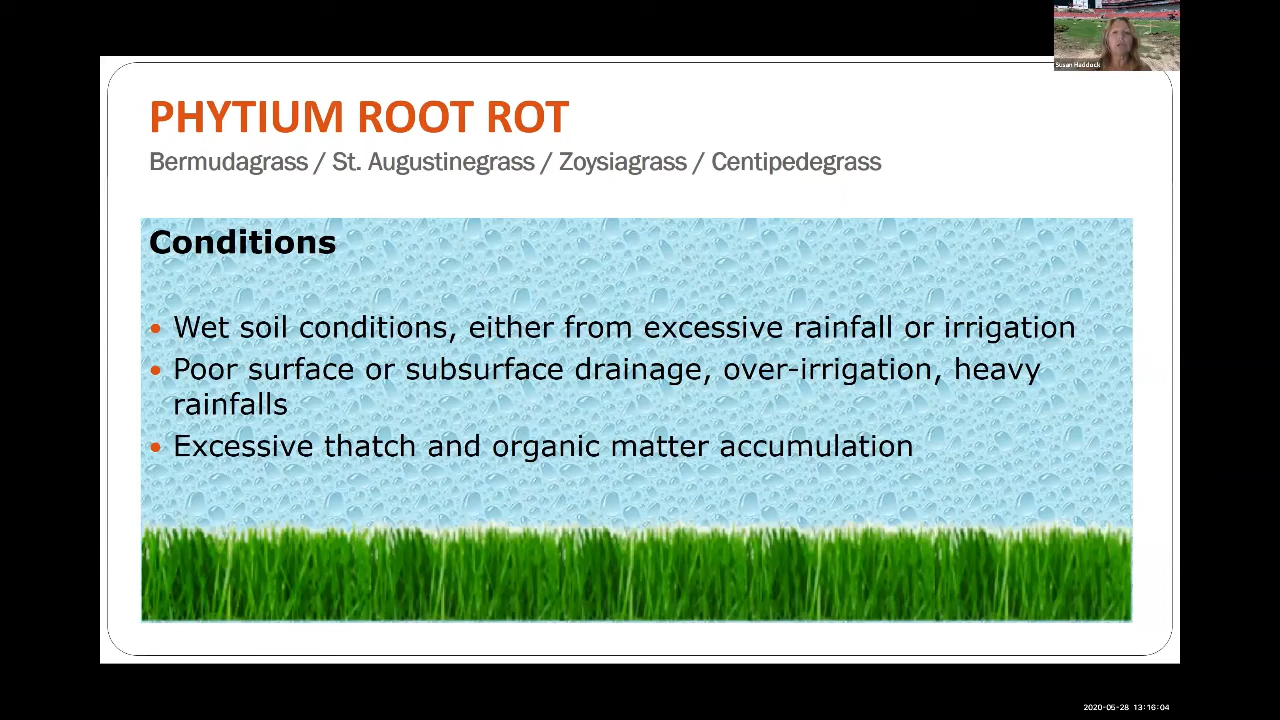 Susan Haddock
PHYTIUM ROOT ROT
Bermudagrass / St. Augustinegrass / Zoysiagrass / Centipedegrass
Conditions
• Wet soil conditions, either from excessive rainfall or irrigation
• Poor surface or subsurface drainage, over-irrigation, heavy
rainfalls
• Excessive thatch and organic matter accumulation
2020-05-28 13:16:04